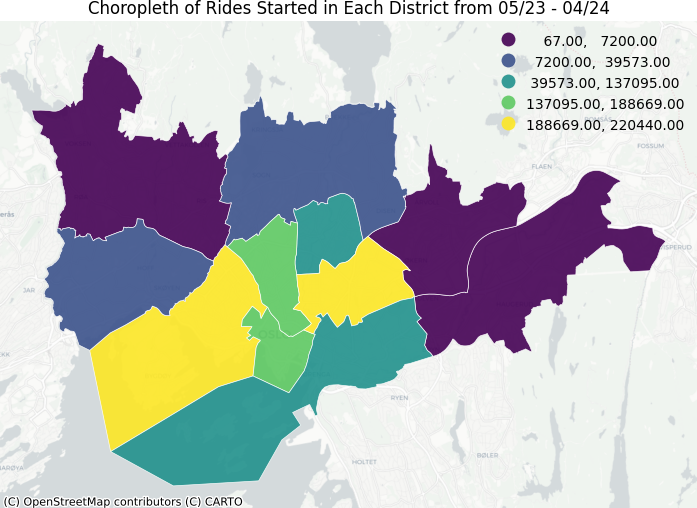 Choropleth of Rides Started in Each District from 05/23 - 04/24
67.00, 7200.00
7200.00, 39573.00
39573.00, 137095.00
137095.00, 188669.00
188669.00, 220440.00
FOSSUM
FLAEN
JAR
RYEN
BØLER
HOLTET
(C) OpenStreetMap contributors (C) CARTO